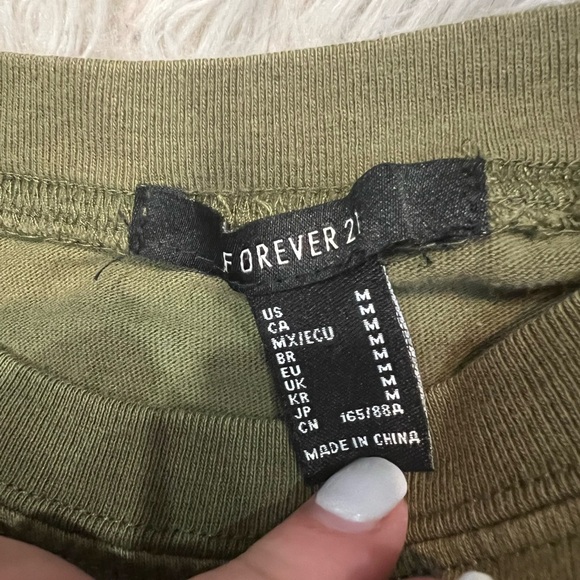 FOREVER 21
US M
CA M
MX/ECU M
BR M
EU M
UK M
KR M
JP M
CN 165/88A
MADE IN CHINA